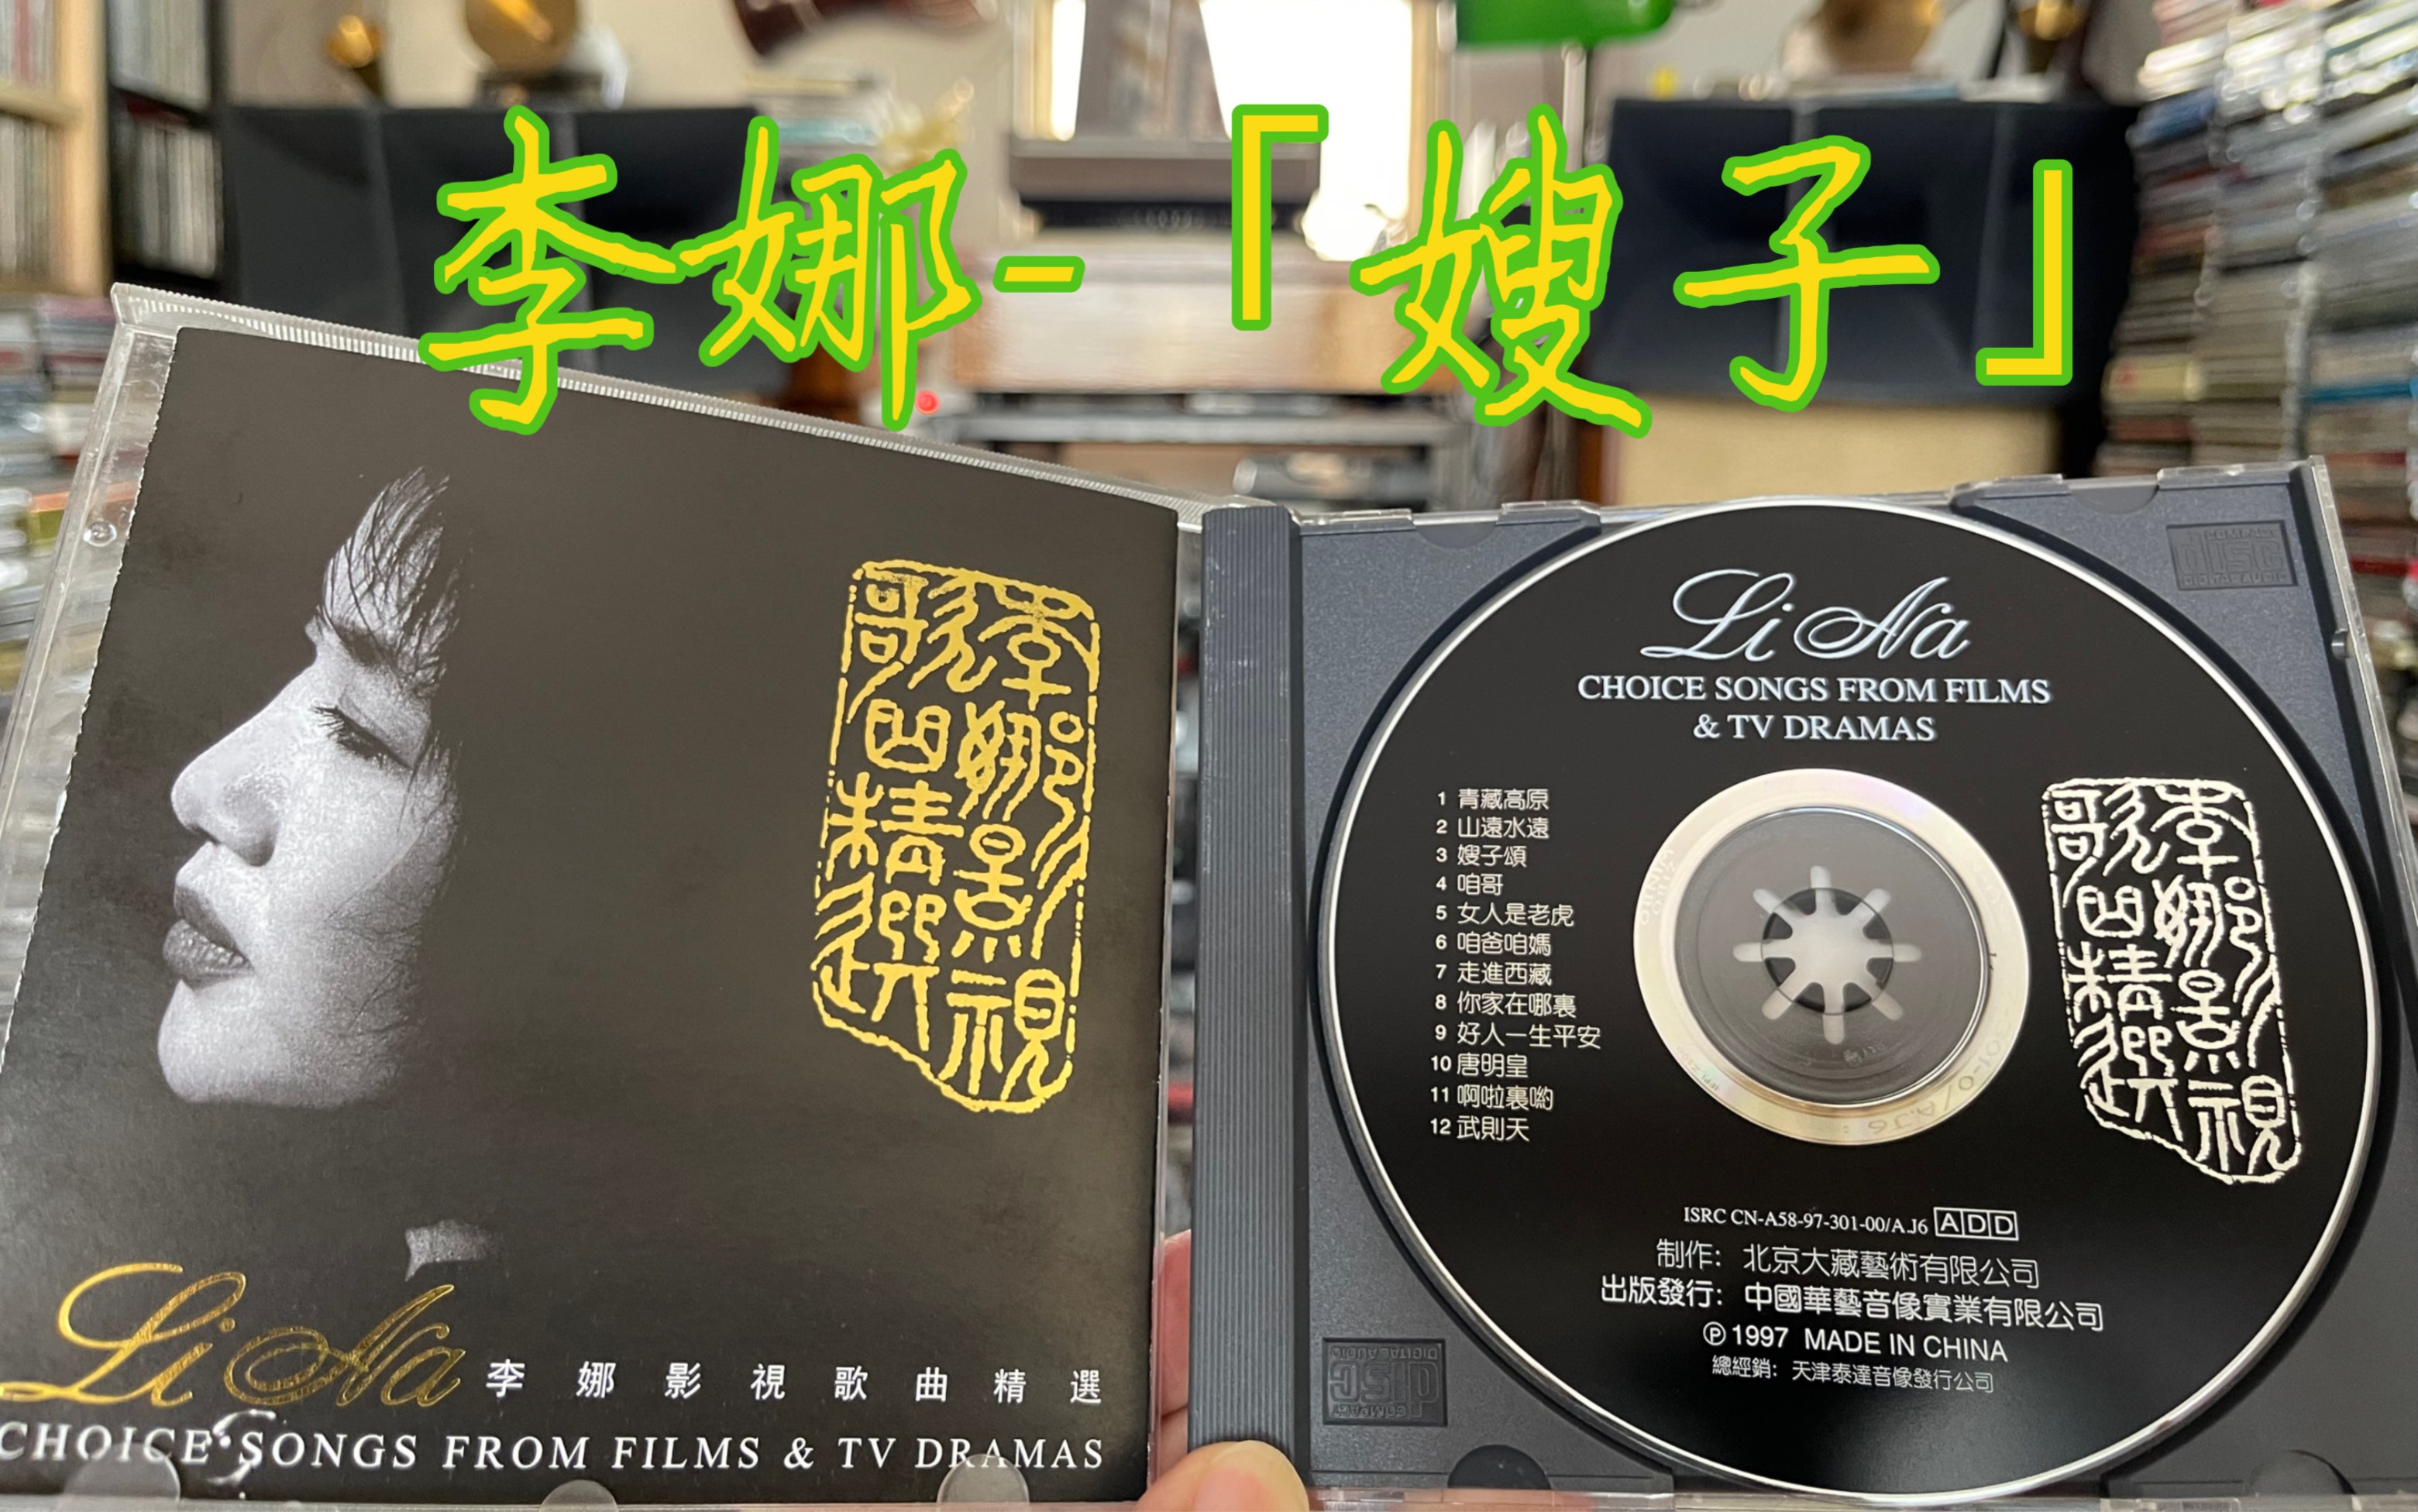 李娜-「嫂子」
李娜影視
歌曲精選
Li Na 李娜影視歌曲精選
CHOICE SONGS FROM FILMS & TV DRAMAS
COMPACT
disc
DIGITAL AUDIO
Li Na
CHOICE SONGS FROM FILMS
& TV DRAMAS
1 青藏高原
2 山遠水遠
3 嫂子頌
4 咱哥
5 女人是老虎
6 咱爸咱媽
7 走進西藏
8 你家在哪裏
9 好人一生平安
10 唐明皇
11 啊啦裏喲
12 武則天
李娜影視
歌曲精選
ISRC CN-A58-97-301-00/A.J6 ADD
制作：北京大藏藝術有限公司
出版發行：中國華藝音像實業有限公司
Ⓟ 1997 MADE IN CHINA
總經銷：天津泰達音像發行公司
COMPACT
disc
DIGITAL AUDIO